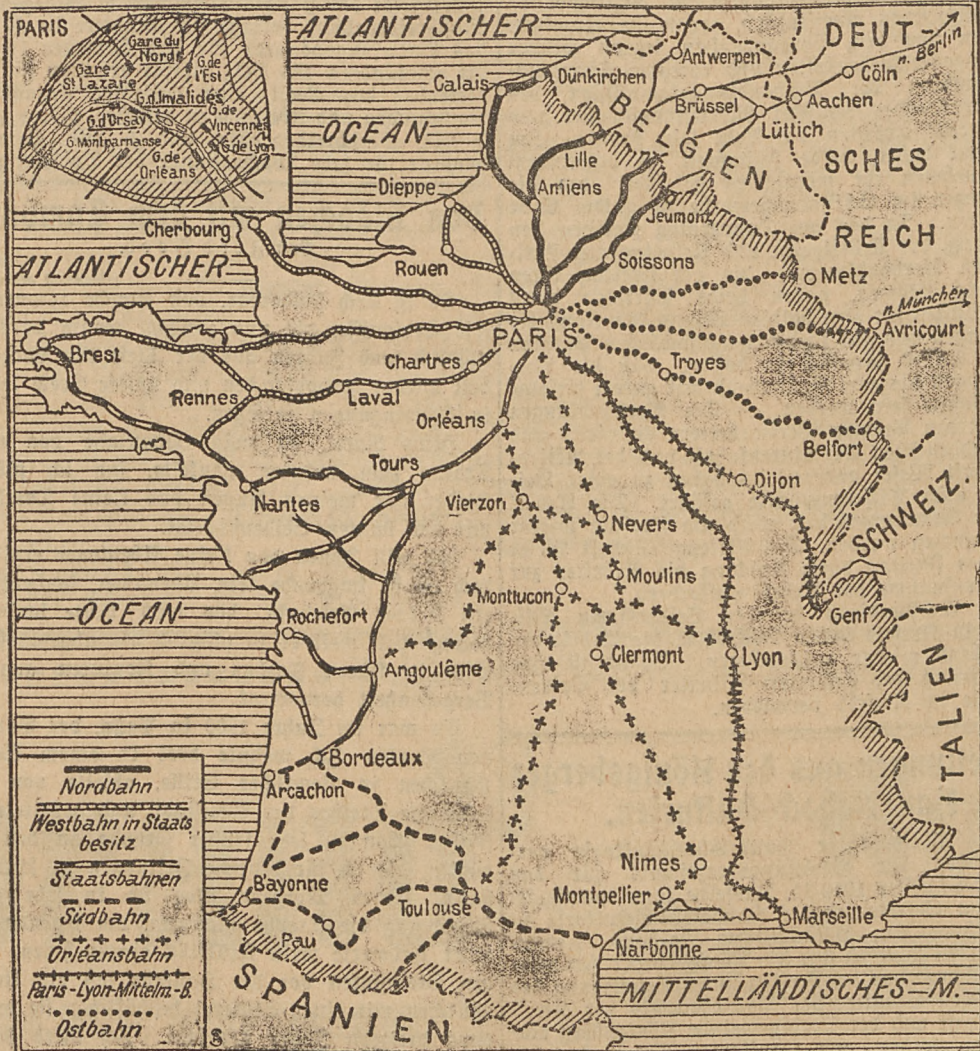 PARIS
Gare du
Nord
G. de
l'Est
Gare
St Lazare
G. d. Invalides
G. d'Orsay
G. de
Vincennes
G. Montparnasse
G. de Lyon
G. de
Orléans
ATLANTISCHER
OCEAN
DEUT-
SCHES
REICH
n. Berlin
Antwerpen
Cöln
Calais
Dünkirchen
Brüssel
Aachen
BELGIEN
Lüttich
Lille
Dieppe
Amiens
Jeumont
Cherbourg
Rouen
Soissons
Metz
ATLANTISCHER
n. München
Avricourt
PARIS
Brest
Chartres
Troyes
Rennes
Laval
Orléans
Belfort
Tours
Dijon
Nantes
Vierzon
Nevers
SCHWEIZ.
Moulins
Montlucon
Genf
OCEAN
Rochefort
Clermont
Lyon
Angoulême
ITALIEN
Bordeaux
Arcachon
Nimes
Montpellier
Bayonne
Toulouse
Marseille
Pau
Narbonne
SPANIEN
MITTELLÄNDISCHES-M.
Nordbahn
Westbahn in Staats
besitz
Staatsbahnen
Südbahn
Orléansbahn
Paris-Lyon-Mittelm.-B.
Ostbahn
S